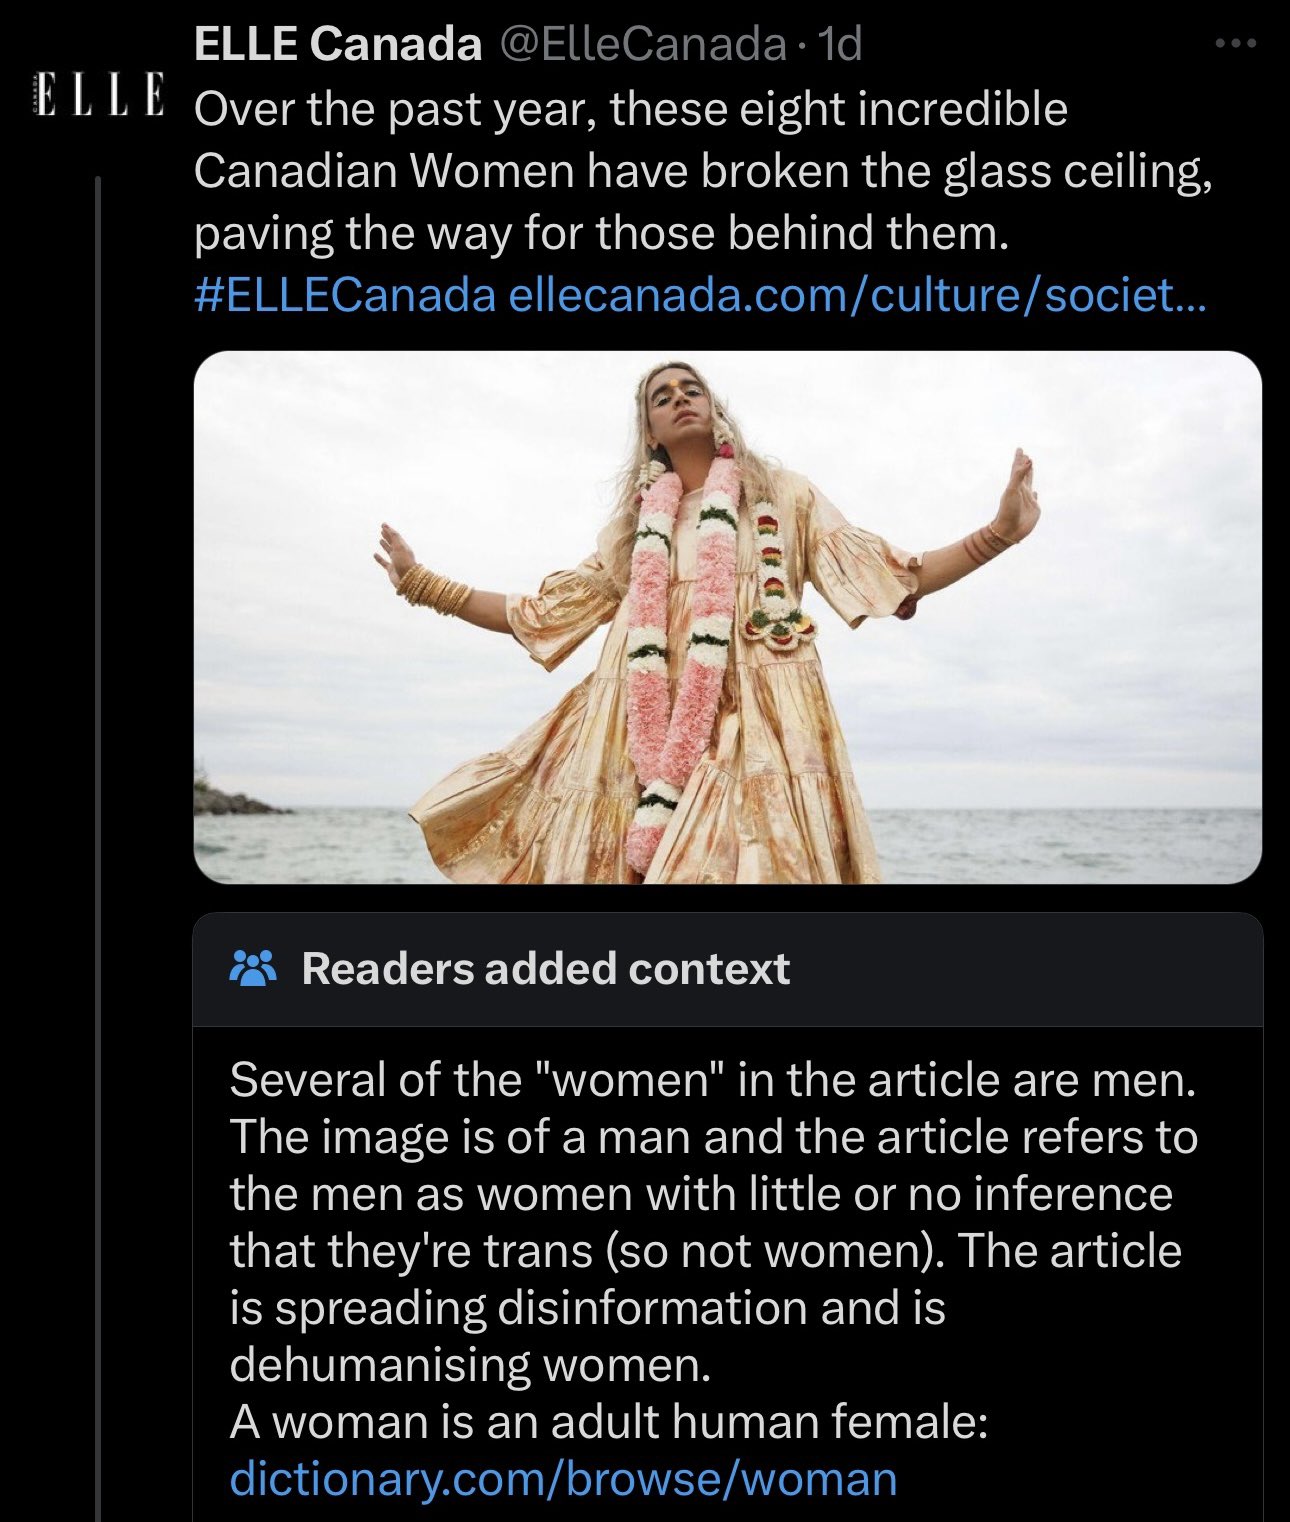 ELLE Canada @ElleCanada · 1d
CANADA
ELLE
Over the past year, these eight incredible
Canadian Women have broken the glass ceiling,
paving the way for those behind them.
#ELLECanada ellecanada.com/culture/societ...
Readers added context
Several of the "women" in the article are men.
The image is of a man and the article refers to
the men as women with little or no inference
that they're trans (so not women). The article
is spreading disinformation and is
dehumanising women.
A woman is an adult human female:
dictionary.com/browse/woman